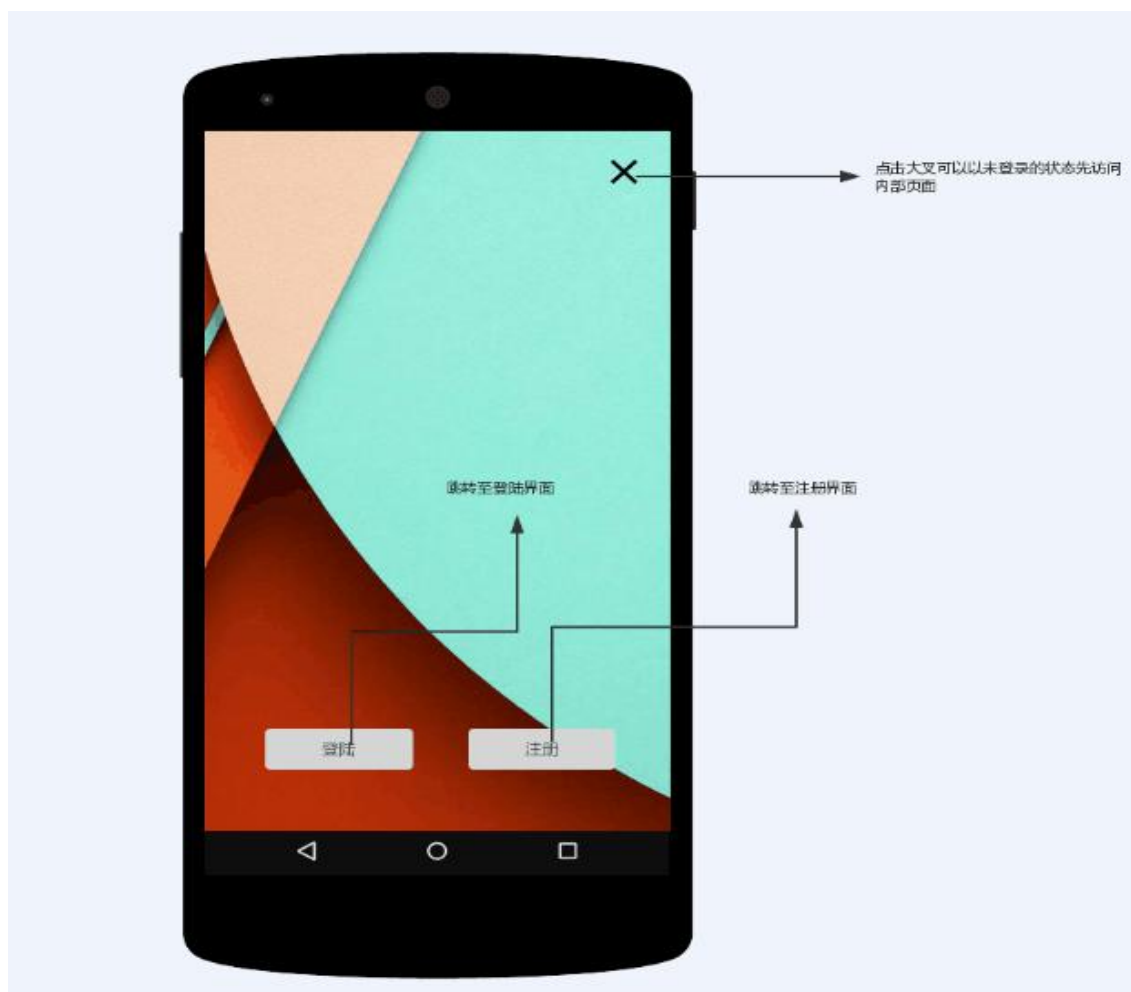 点击大叉可以以未登录的状态先访问
内部页面
跳转至登陆界面
跳转至注册界面
登陆
注册